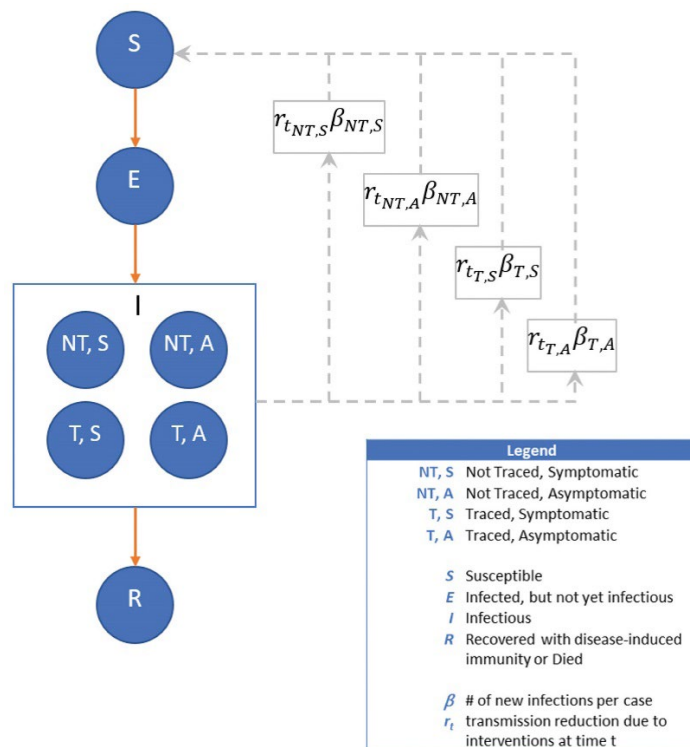 S
r_{t_{NT,S}}β_{NT,S}
E
r_{t_{NT,A}}β_{NT,A}
r_{t_{T,S}}β_{T,S}
I
r_{t_{T,A}}β_{T,A}
NT, S NT, A
T, S T, A
R
Legend
NT, S Not Traced, Symptomatic
NT, A Not Traced, Asymptomatic
T, S Traced, Symptomatic
T, A Traced, Asymptomatic
S Susceptible
E Infected, but not yet infectious
I Infectious
R Recovered with disease-induced
immunity or Died
β # of new infections per case
r_t transmission reduction due to
interventions at time t